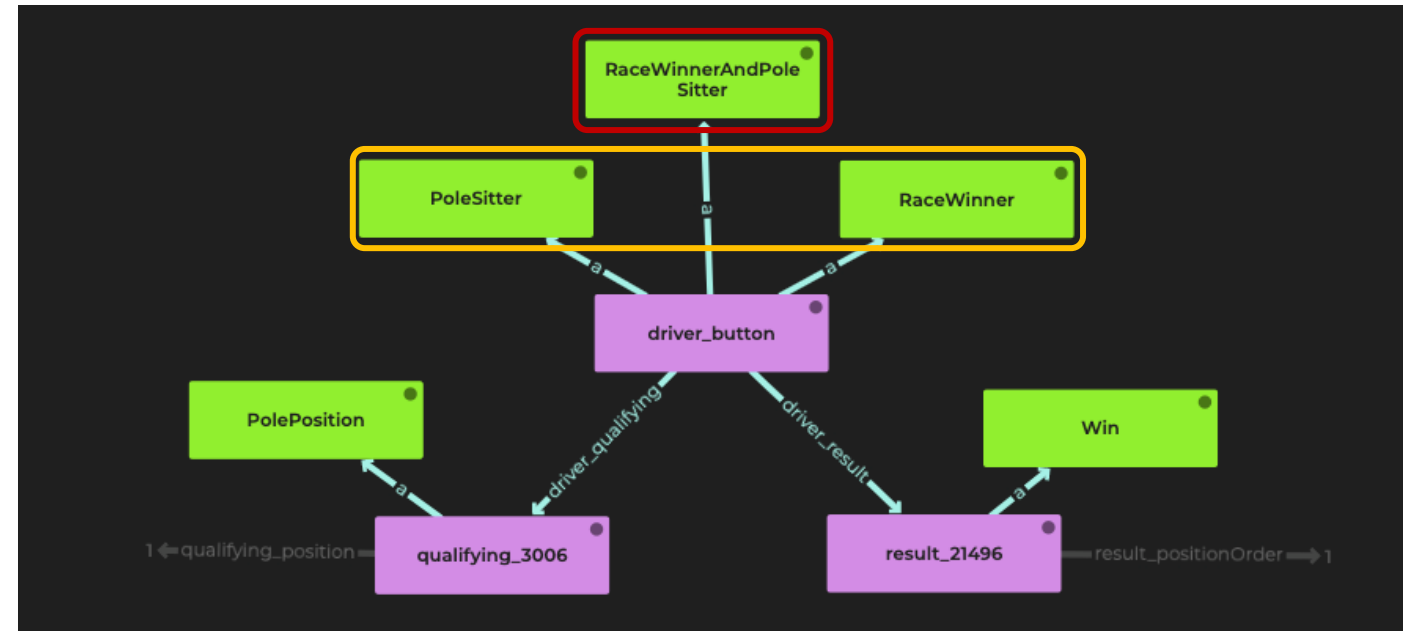 RaceWinnerAndPole
Sitter
PoleSitter
RaceWinner
a
a
a
driver_button
PolePosition
driver_qualifying
driver_result
Win
a
a
1
qualifying_position
qualifying_3006
result_21496
result_positionOrder
1